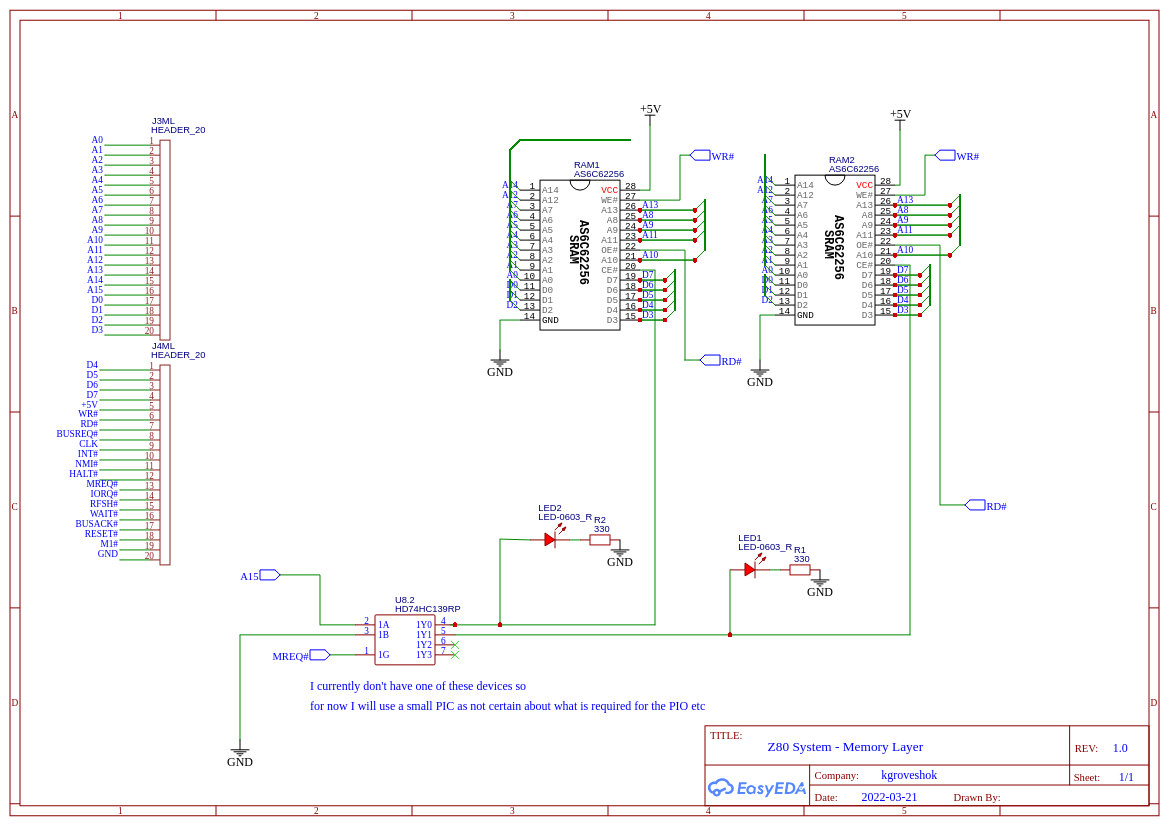 1 2 3 4 5
A A
B B
C C
D D
J3ML
HEADER_20
A0 1
A1 2
A2 3
A3 4
A4 5
A5 6
A6 7
A7 8
A8 9
A9 10
A10 11
A11 12
A12 13
A13 14
A14 15
A15 16
D0 17
D1 18
D2 19
D3 20
J4ML
HEADER_20
D4 1
D5 2
D6 3
D7 4
+5V 5
WR# 6
RD# 7
BUSREQ# 8
CLK 9
INT# 10
NMI# 11
HALT# 12
MREQ# 13
IORQ# 14
RFSH# 15
WAIT# 16
BUSACK# 17
RESET# 18
M1# 19
GND 20
+5V
WR#
RAM1
AS6C62256
A14 1 A14 VCC 28
A12 2 A12 WE# 27
A7 3 A7 A13 26 A13
A6 4 A6 A8 25 A8
A5 5 A5 A9 24 A9
A4 6 A4 A11 23 A11
A3 7 A3 OE# 22
A2 8 A2 A10 21 A10
A1 9 A1 CE# 20
A0 10 A0 D7 19 D7
D0 11 D0 D6 18 D6
D1 12 D1 D5 17 D5
D2 13 D2 D4 16 D4
14 GND D3 15 D3
AS6C62256
SRAM
GND
RD#
+5V
WR#
RAM2
AS6C62256
A14 1 A14 VCC 28
A12 2 A12 WE# 27
A7 3 A7 A13 26 A13
A6 4 A6 A8 25 A8
A5 5 A5 A9 24 A9
A4 6 A4 A11 23 A11
A3 7 A3 OE# 22
A2 8 A2 A10 21 A10
A1 9 A1 CE# 20
A0 10 A0 D7 19 D7
D0 11 D0 D6 18 D6
D1 12 D1 D5 17 D5
D2 13 D2 D4 16 D4
14 GND D3 15 D3
AS6C62256
SRAM
GND
RD#
LED2
LED-0603_R
R2
330
GND
LED1
LED-0603_R
R1
330
GND
A15
U8.2
HD74HC139RP
2 1A 1Y0 4
3 1B 1Y1 5
1Y2 6
1 1G 1Y3 7
MREQ#
GND
I currently don't have one of these devices so
for now I will use a small PIC as not certain about what is required for the PIO etc
TITLE:
Z80 System - Memory Layer
REV: 1.0
EasyEDA
Company: kgroveshok
Sheet: 1/1
Date: 2022-03-21 Drawn By:
1 2 3 4 5